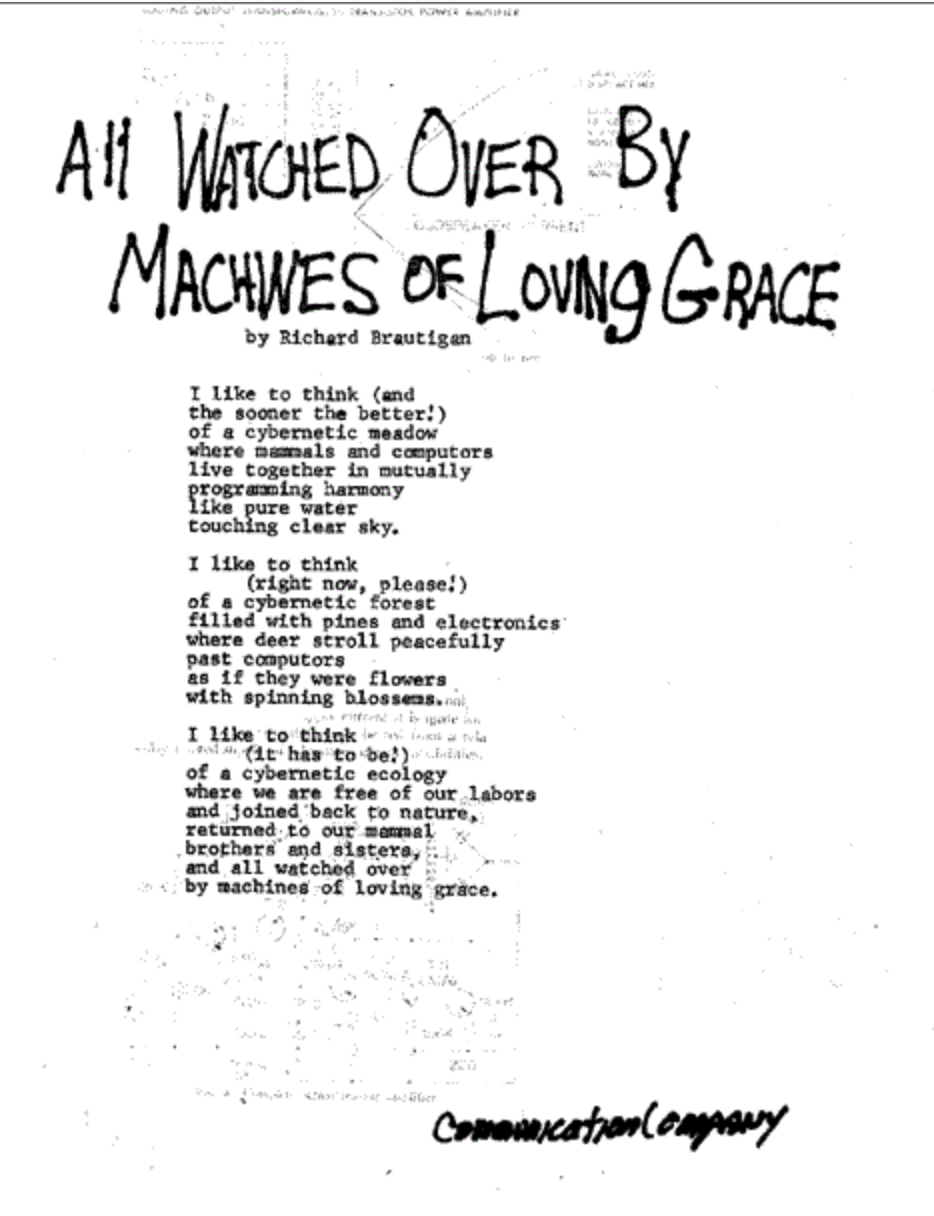 All WATCHED OVER BY
MACHINES OF LOVING GRACE
by Richard Brautigan
I like to think (and
the sooner the better!)
of a cybernetic meadow
where mammals and computors
live together in mutually
programming harmony
like pure water
touching clear sky.
I like to think
(right now, please!)
of a cybernetic forest
filled with pines and electronics
where deer stroll peacefully
past computors
as if they were flowers
with spinning blossems.
I like to think
(it has to be!)
of a cybernetic ecology
where we are free of our labors
and joined back to nature,
returned to our mammal
brothers and sisters,
and all watched over
by machines of loving grace.
Communication Company